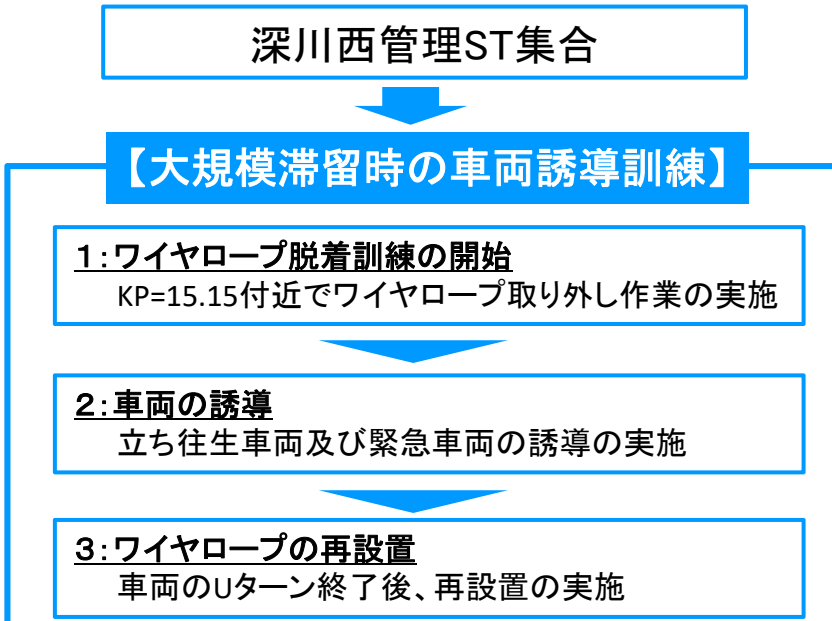 深川西管理ST集合
【大規模滞留時の車両誘導訓練】
1：ワイヤロープ脱着訓練の開始
KP=15.15付近でワイヤロープ取り外し作業の実施
2：車両の誘導
立ち往生車両及び緊急車両の誘導の実施
3：ワイヤロープの再設置
車両のUターン終了後、再設置の実施